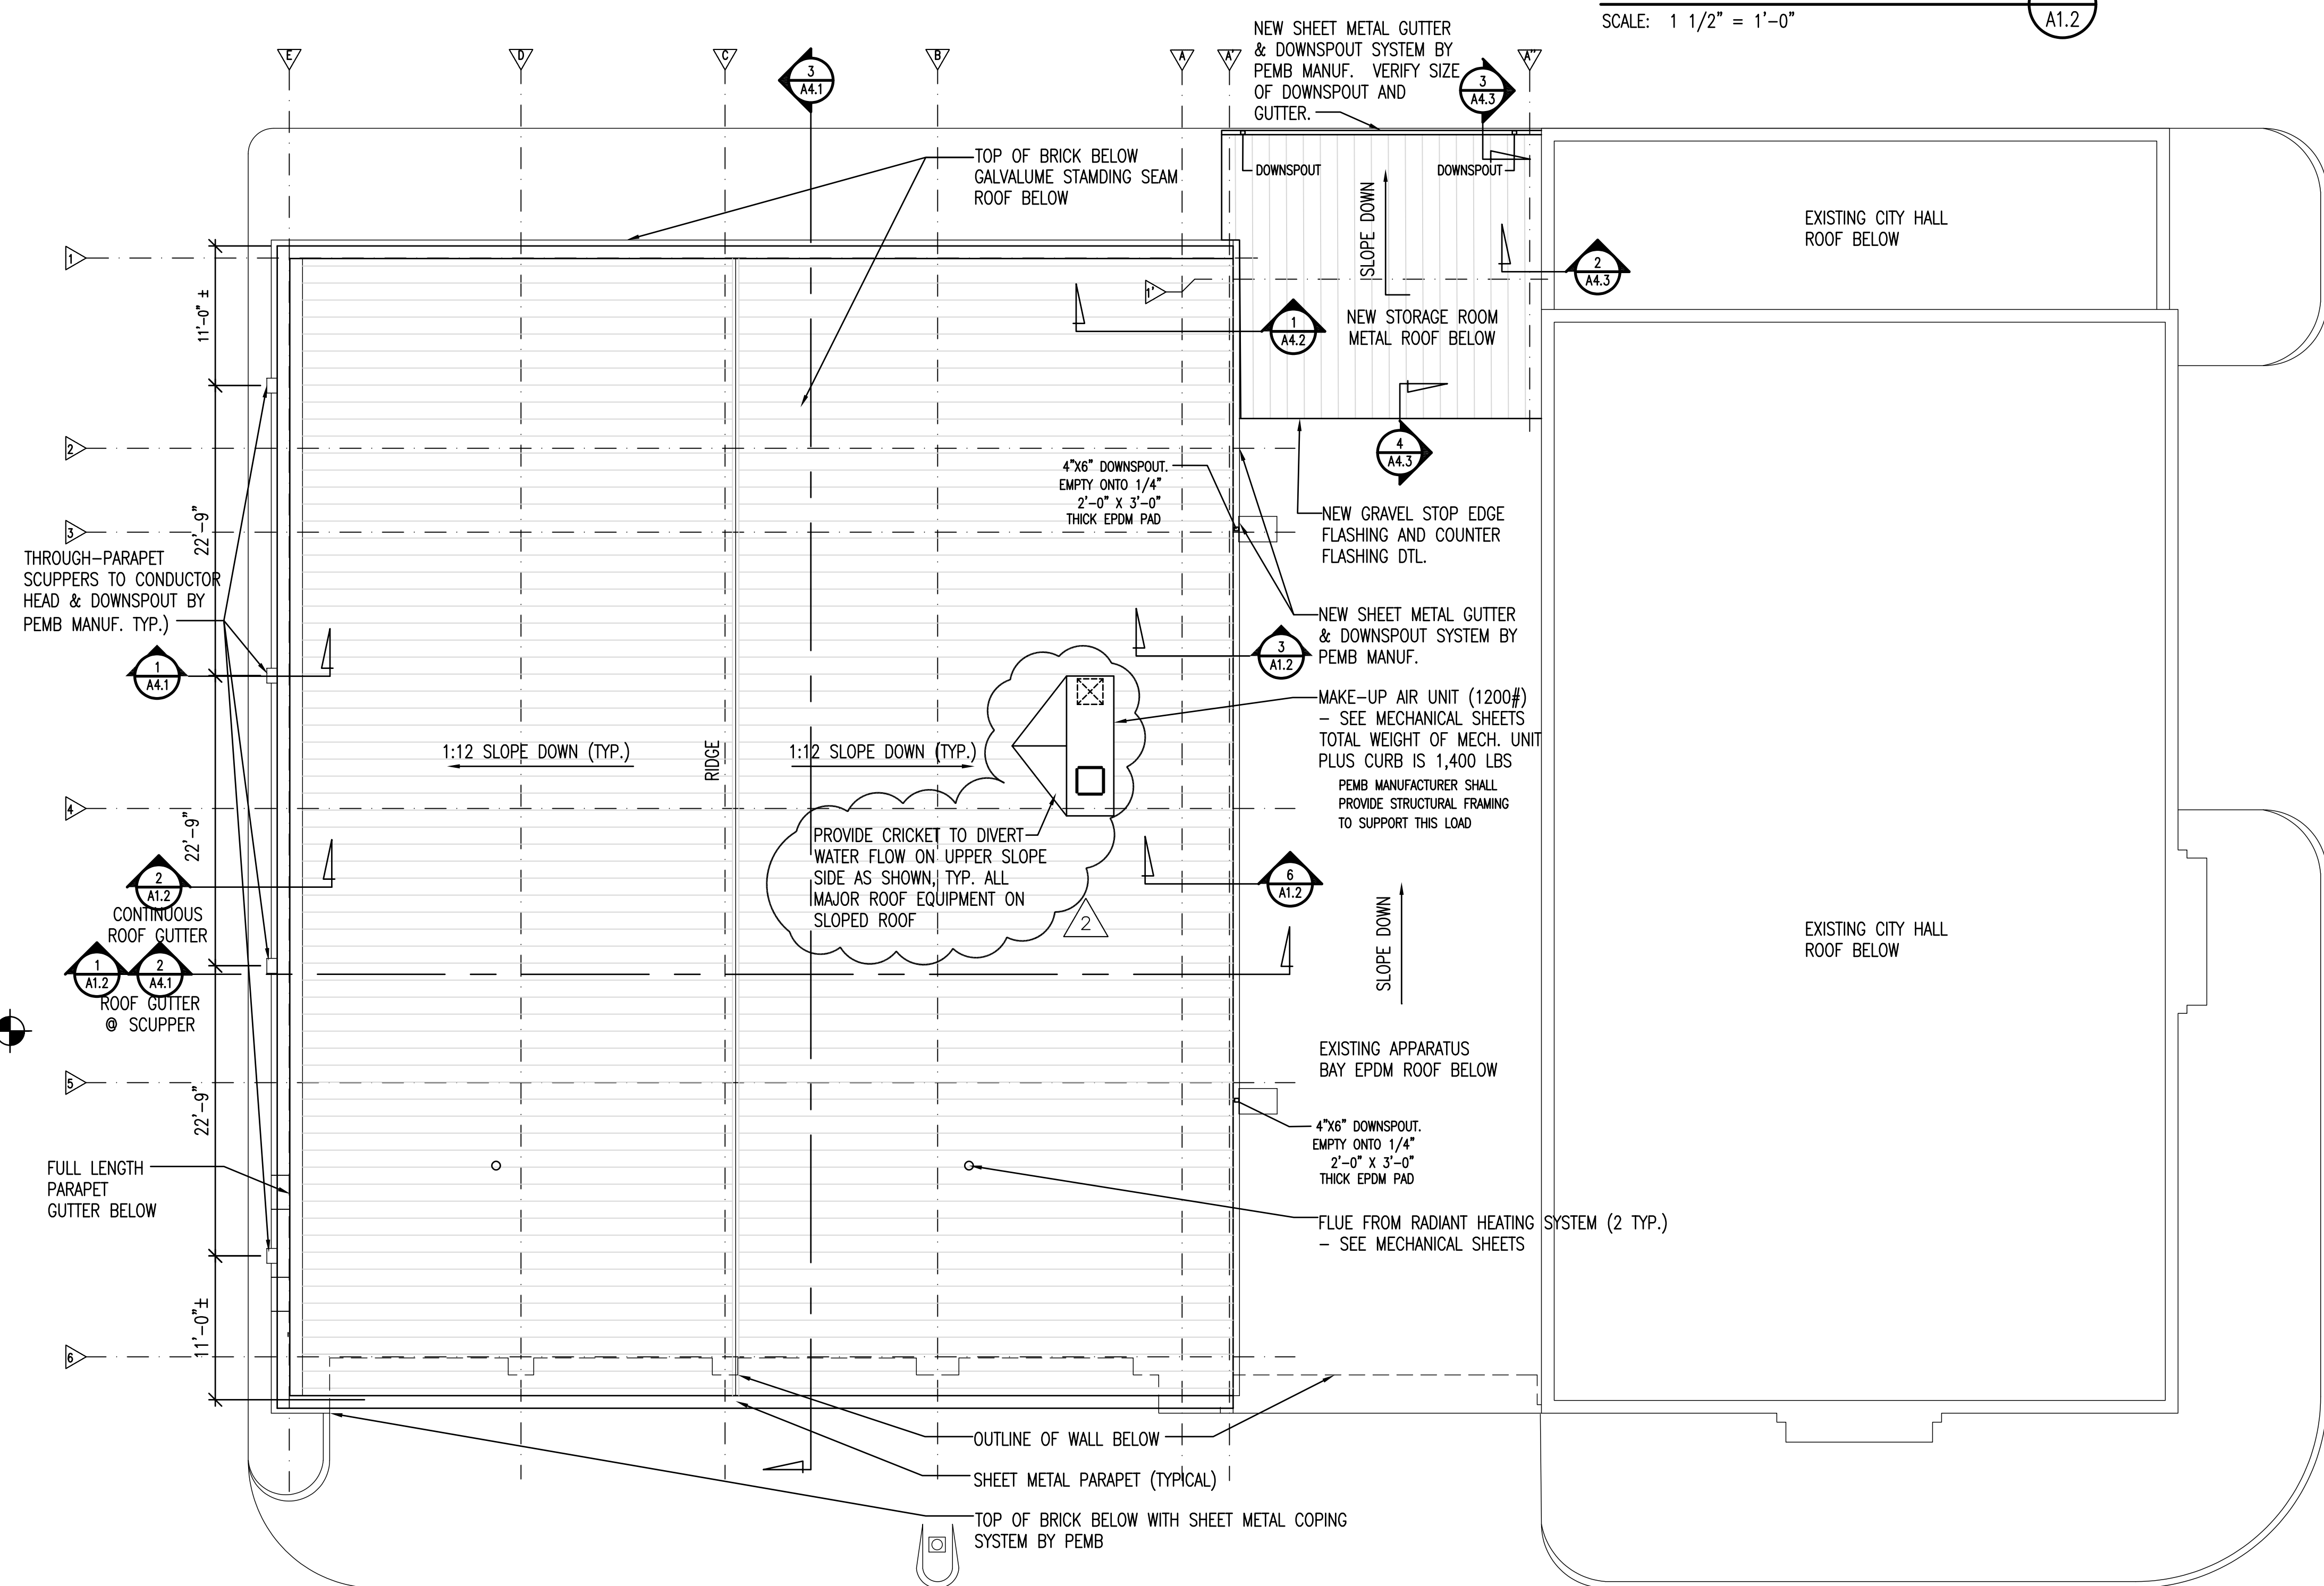 SCALE: 1 1/2" = 1'-0"
A1.2
E
D
C
3
A4.1
B
A
A'
A"
NEW SHEET METAL GUTTER
& DOWNSPOUT SYSTEM BY
PEMB MANUF. VERIFY SIZE
OF DOWNSPOUT AND
GUTTER.
3
A4.3
TOP OF BRICK BELOW
GALVALUME STAMDING SEAM
ROOF BELOW
DOWNSPOUT
DOWNSPOUT
SLOPE DOWN
EXISTING CITY HALL
ROOF BELOW
2
A4.3
1
1'
11'-0" ±
1
A4.2
NEW STORAGE ROOM
METAL ROOF BELOW
2
4
A4.3
4"X6" DOWNSPOUT.
EMPTY ONTO 1/4"
2'-0" X 3'-0"
THICK EPDM PAD
NEW GRAVEL STOP EDGE
FLASHING AND COUNTER
FLASHING DTL.
3
22'-9"
THROUGH-PARAPET
SCUPPERS TO CONDUCTOR
HEAD & DOWNSPOUT BY
PEMB MANUF. TYP.)
NEW SHEET METAL GUTTER
& DOWNSPOUT SYSTEM BY
PEMB MANUF.
3
A1.2
1
A4.1
MAKE-UP AIR UNIT (1200#)
- SEE MECHANICAL SHEETS
TOTAL WEIGHT OF MECH. UNIT
PLUS CURB IS 1,400 LBS
PEMB MANUFACTURER SHALL
PROVIDE STRUCTURAL FRAMING
TO SUPPORT THIS LOAD
1:12 SLOPE DOWN (TYP.)
RIDGE
1:12 SLOPE DOWN (TYP.)
4
22'-9"
PROVIDE CRICKET TO DIVERT
WATER FLOW ON UPPER SLOPE
SIDE AS SHOWN, TYP. ALL
MAJOR ROOF EQUIPMENT ON
SLOPED ROOF
2
6
A1.2
2
A1.2
CONTINUOUS
ROOF GUTTER
1
A1.2
2
A4.1
ROOF GUTTER
@ SCUPPER
SLOPE DOWN
EXISTING CITY HALL
ROOF BELOW
EXISTING APPARATUS
BAY EPDM ROOF BELOW
5
22'-9"
4"X6" DOWNSPOUT.
EMPTY ONTO 1/4"
2'-0" X 3'-0"
THICK EPDM PAD
FULL LENGTH
PARAPET
GUTTER BELOW
FLUE FROM RADIANT HEATING SYSTEM (2 TYP.)
- SEE MECHANICAL SHEETS
11'-0"±
6
OUTLINE OF WALL BELOW
SHEET METAL PARAPET (TYPICAL)
TOP OF BRICK BELOW WITH SHEET METAL COPING
SYSTEM BY PEMB